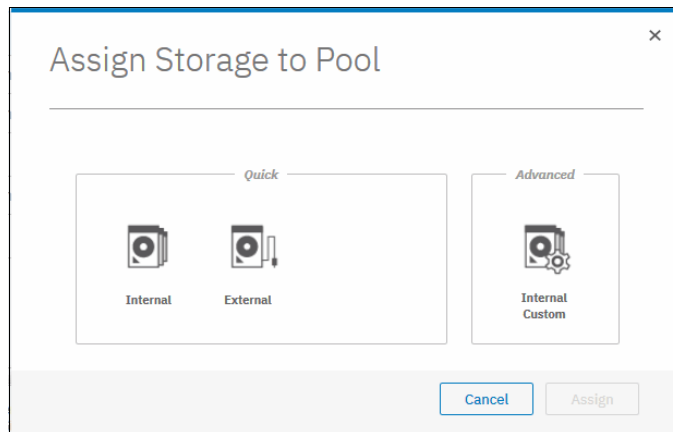 ×
Assign Storage to Pool
Quick
Advanced
Internal
External
Internal
Custom
Cancel
Assign